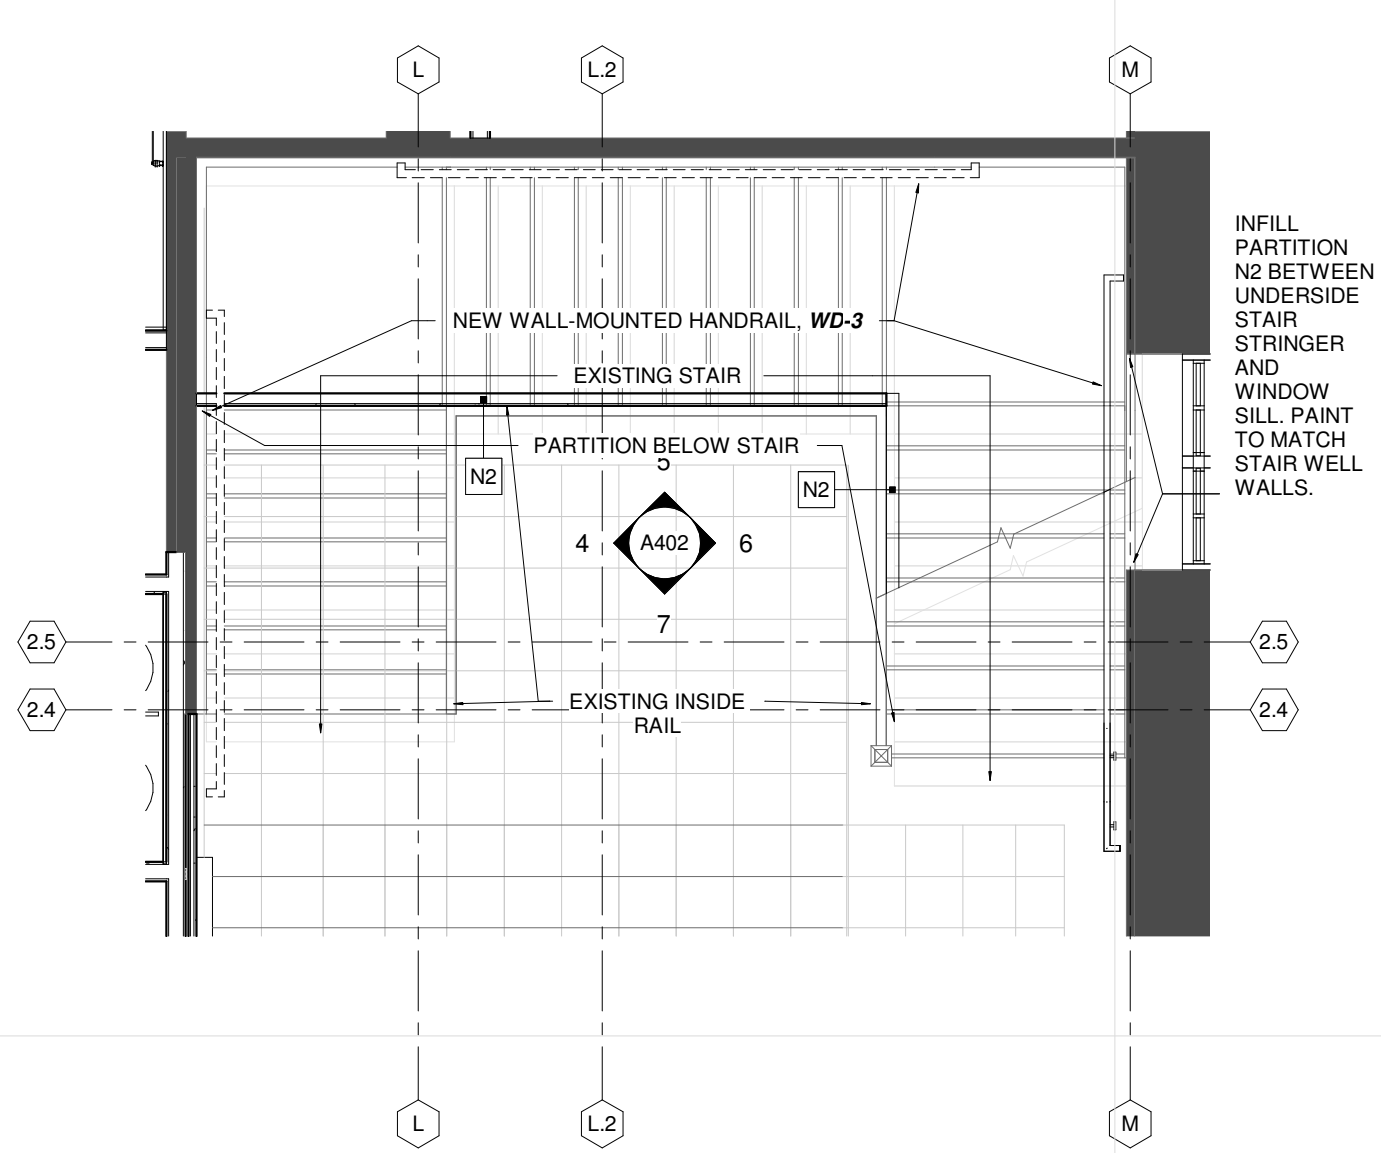 L
L.2
M
INFILL
PARTITION
N2 BETWEEN
UNDERSIDE
STAIR
STRINGER
AND
WINDOW
SILL. PAINT
TO MATCH
STAIR WELL
WALLS.
NEW WALL-MOUNTED HANDRAIL, WD-3
EXISTING STAIR
PARTITION BELOW STAIR
N2
5
N2
4
A402
6
7
2.5
2.5
2.4
EXISTING INSIDE
RAIL
2.4
L
L.2
M